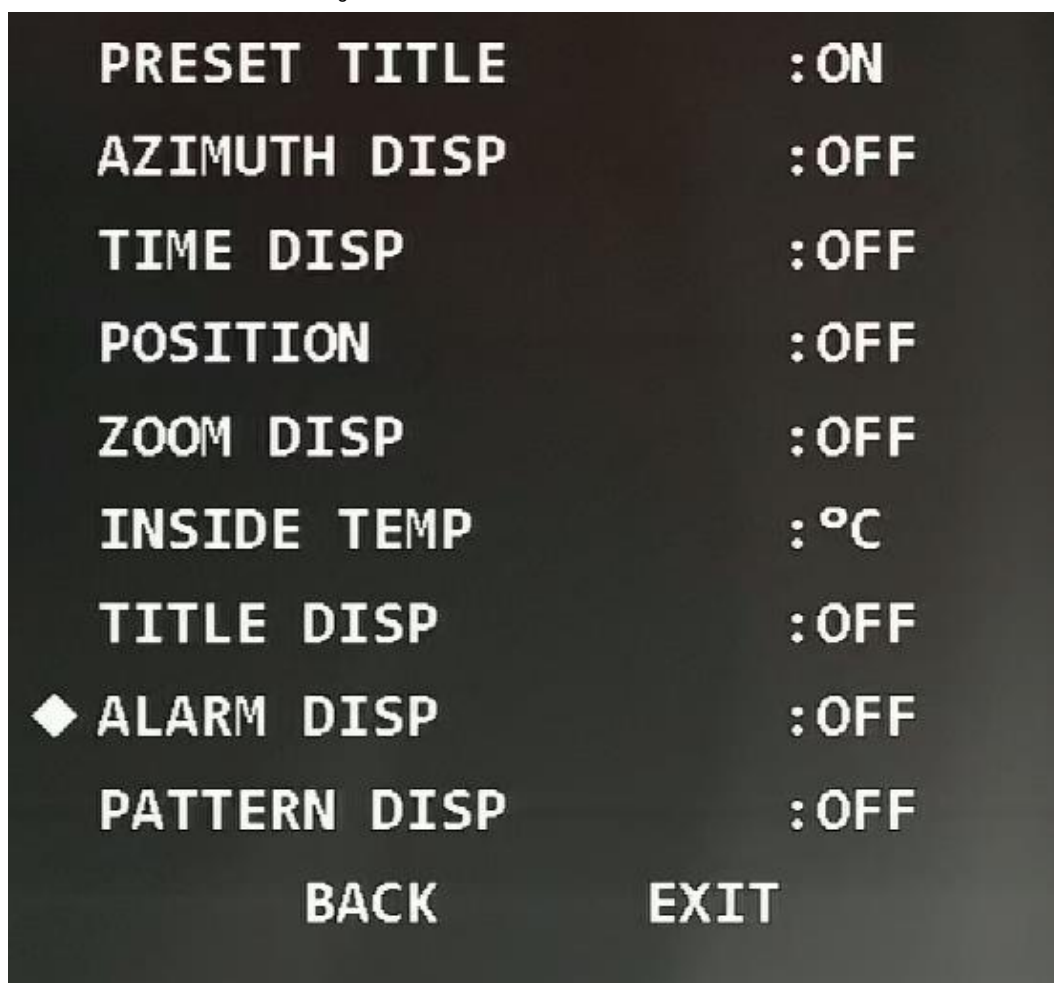 PRESET TITLE :ON
AZIMUTH DISP :OFF
TIME DISP :OFF
POSITION :OFF
ZOOM DISP :OFF
INSIDE TEMP :°C
TITLE DISP :OFF
◆ ALARM DISP :OFF
PATTERN DISP :OFF
BACK EXIT